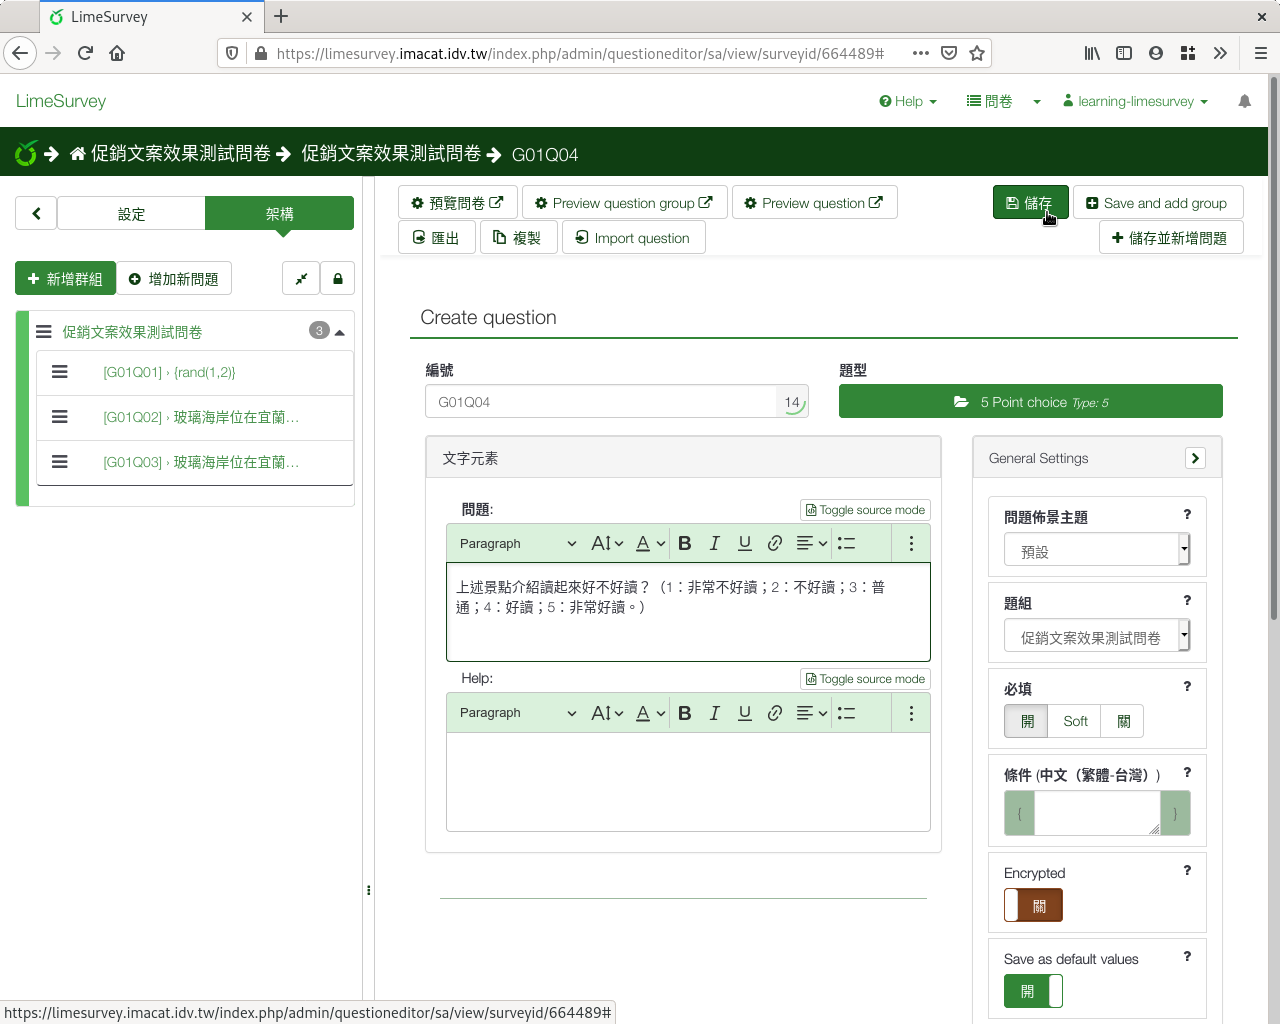 LimeSurvey
https://limesurvey.imacat.idv.tw/index.php/admin/questioneditor/sa/view/surveyid/664489#
LimeSurvey
Help
問卷
learning-limesurvey
促銷文案效果測試問卷
促銷文案效果測試問卷
G01Q04
設定
架構
預覽問卷
Preview question group
Preview question
儲存
Save and add group
匯出
複製
Import question
儲存並新增問題
新增群組
增加新問題
促銷文案效果測試問卷
3
[G01Q01] › {rand(1,2)}
[G01Q02] › 玻璃海岸位在宜蘭...
[G01Q03] › 玻璃海岸位在宜蘭...
Create question
編號
題型
G01Q04
14
5 Point choice Type: 5
文字元素
問題:
Toggle source mode
Paragraph
A
A
B
I
U
上述景點介紹讀起來好不好讀？（1：非常不好讀；2：不好讀；3：普
通；4：好讀；5：非常好讀。）
Help:
Toggle source mode
Paragraph
A
A
B
I
U
General Settings
問題佈景主題
?
預設
題組
?
促銷文案效果測試問卷
必填
?
開
Soft
關
條件 (中文（繁體-台灣）)
?
{
}
Encrypted
?
關
Save as default values
?
開
https://limesurvey.imacat.idv.tw/index.php/admin/questioneditor/sa/view/surveyid/664489#